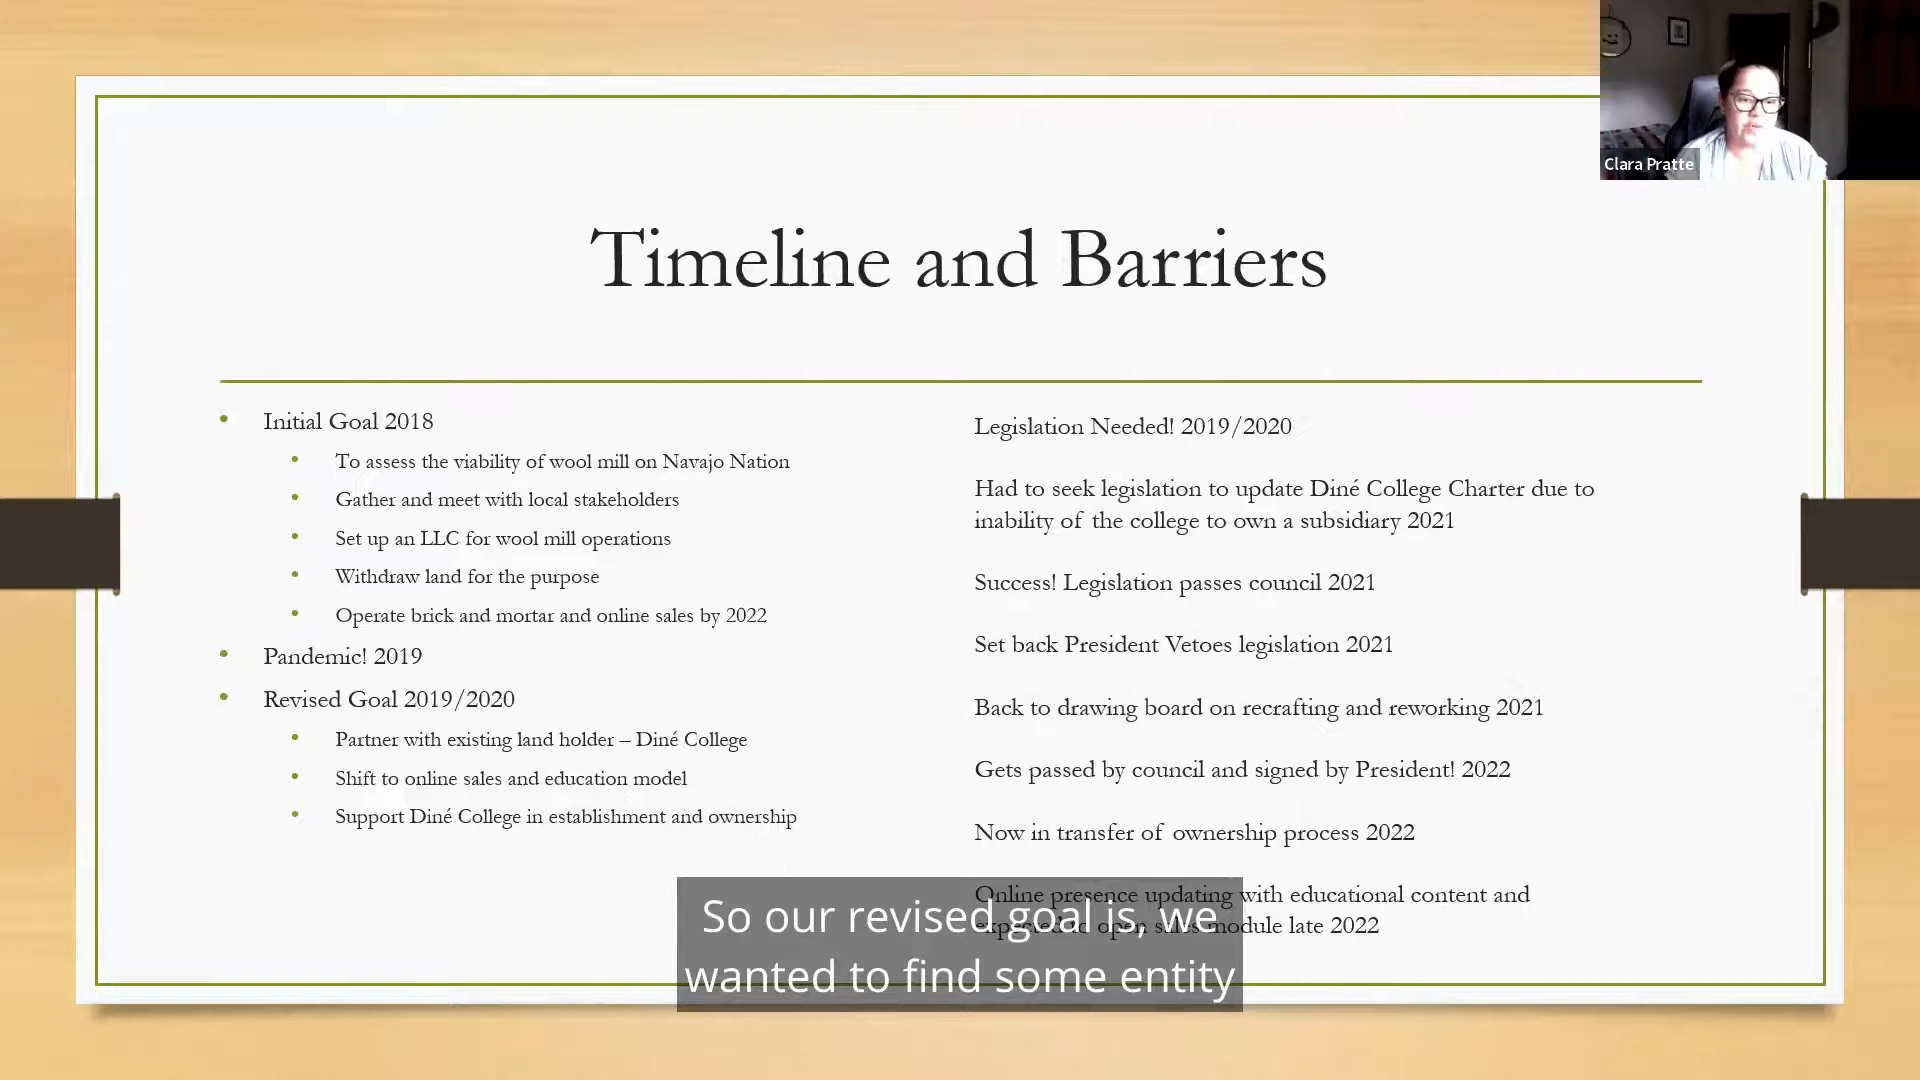 Clara Pratte
Timeline and Barriers
Initial Goal 2018
To assess the viability of wool mill on Navajo Nation
Gather and meet with local stakeholders
Set up an LLC for wool mill operations
Withdraw land for the purpose
Operate brick and mortar and online sales by 2022
Pandemic! 2019
Revised Goal 2019/2020
Partner with existing land holder – Diné College
Shift to online sales and education model
Support Diné College in establishment and ownership
Legislation Needed! 2019/2020
Had to seek legislation to update Diné College Charter due to
inability of the college to own a subsidiary 2021
Success! Legislation passes council 2021
Set back President Vetoes legislation 2021
Back to drawing board on recrafting and reworking 2021
Gets passed by council and signed by President! 2022
Now in transfer of ownership process 2022
Online presence updating with educational content and
expected to open sales module late 2022
So our revised goal is, we
wanted to find some entity